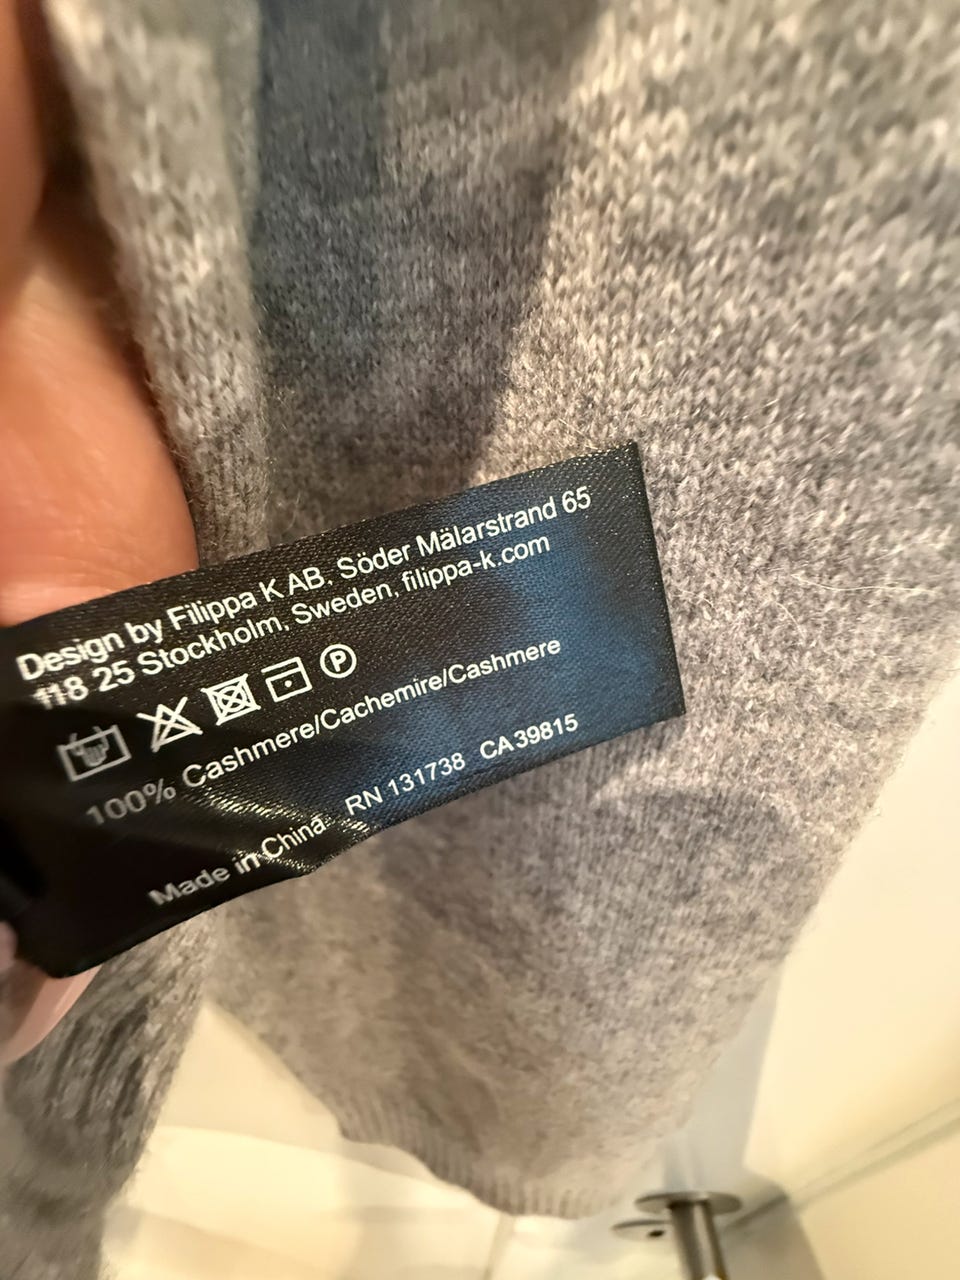 Design by Filippa K AB. Söder Mälarstrand 65
118 25 Stockholm, Sweden, filippa-k.com
P
100% Cashmere/Cachemire/Cashmere
Made in China RN 131738 CA39815